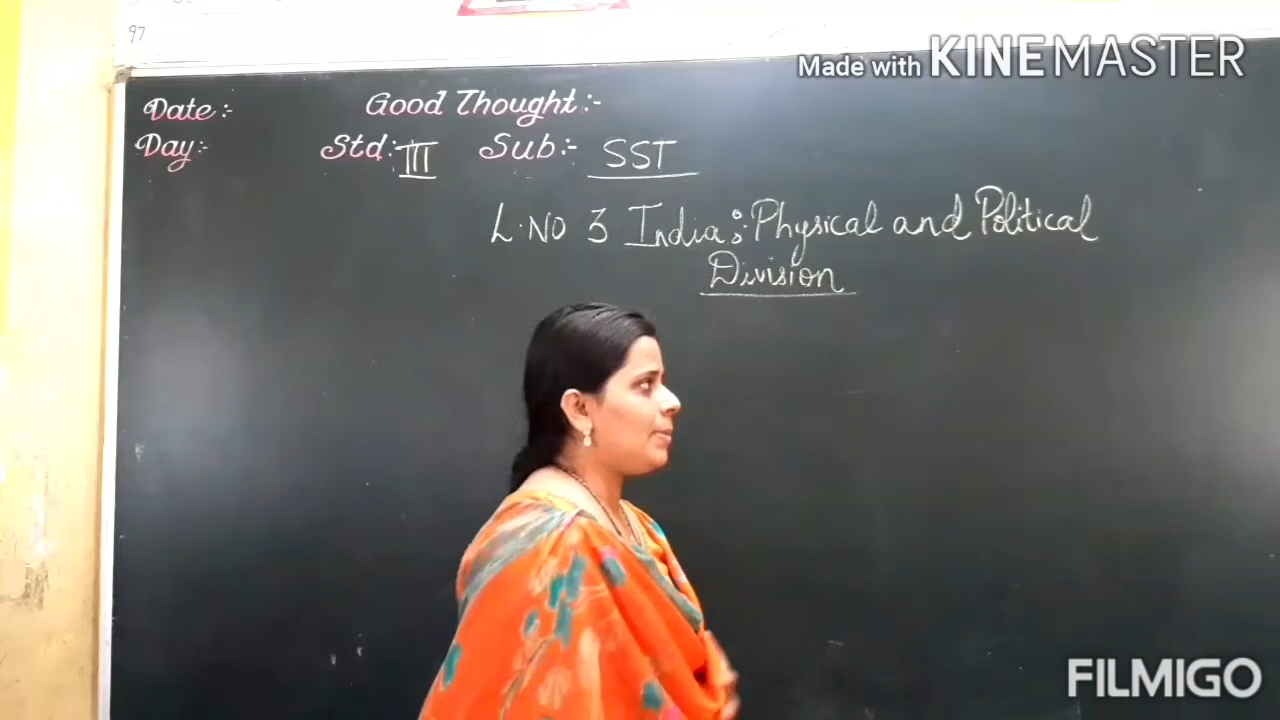 97
Made with KINEMASTER
Date:- Good Thought:-
Day:- Std:- III Sub:- SST
L.NO 3 India: Physical and Political
Division
FILMIGO